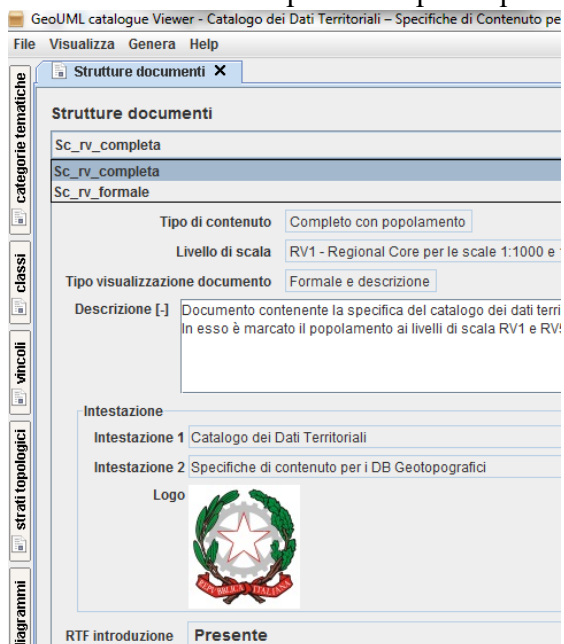 GeoUML catalogue Viewer - Catalogo dei Dati Territoriali – Specifiche di Contenuto pe
File Visualizza Genera Help
Strutture documenti X
Strutture documenti
Sc_rv_completa
Sc_rv_completa
Sc_rv_formale
Tipo di contenuto Completo con popolamento
Livello di scala RV1 - Regional Core per le scale 1:1000 e
Tipo visualizzazione documento Formale e descrizione
Descrizione [-] Documento contenente la specifica del catalogo dei dati terri
In esso è marcato il popolamento ai livelli di scala RV1 e RV5
Intestazione
Intestazione 1 Catalogo dei Dati Territoriali
Intestazione 2 Specifiche di contenuto per i DB Geotopografici
Logo
REPVBBLICA ITALIANA
RTF introduzione Presente
categorie tematiche
classi
vincoli
strati topologici
iagrammi